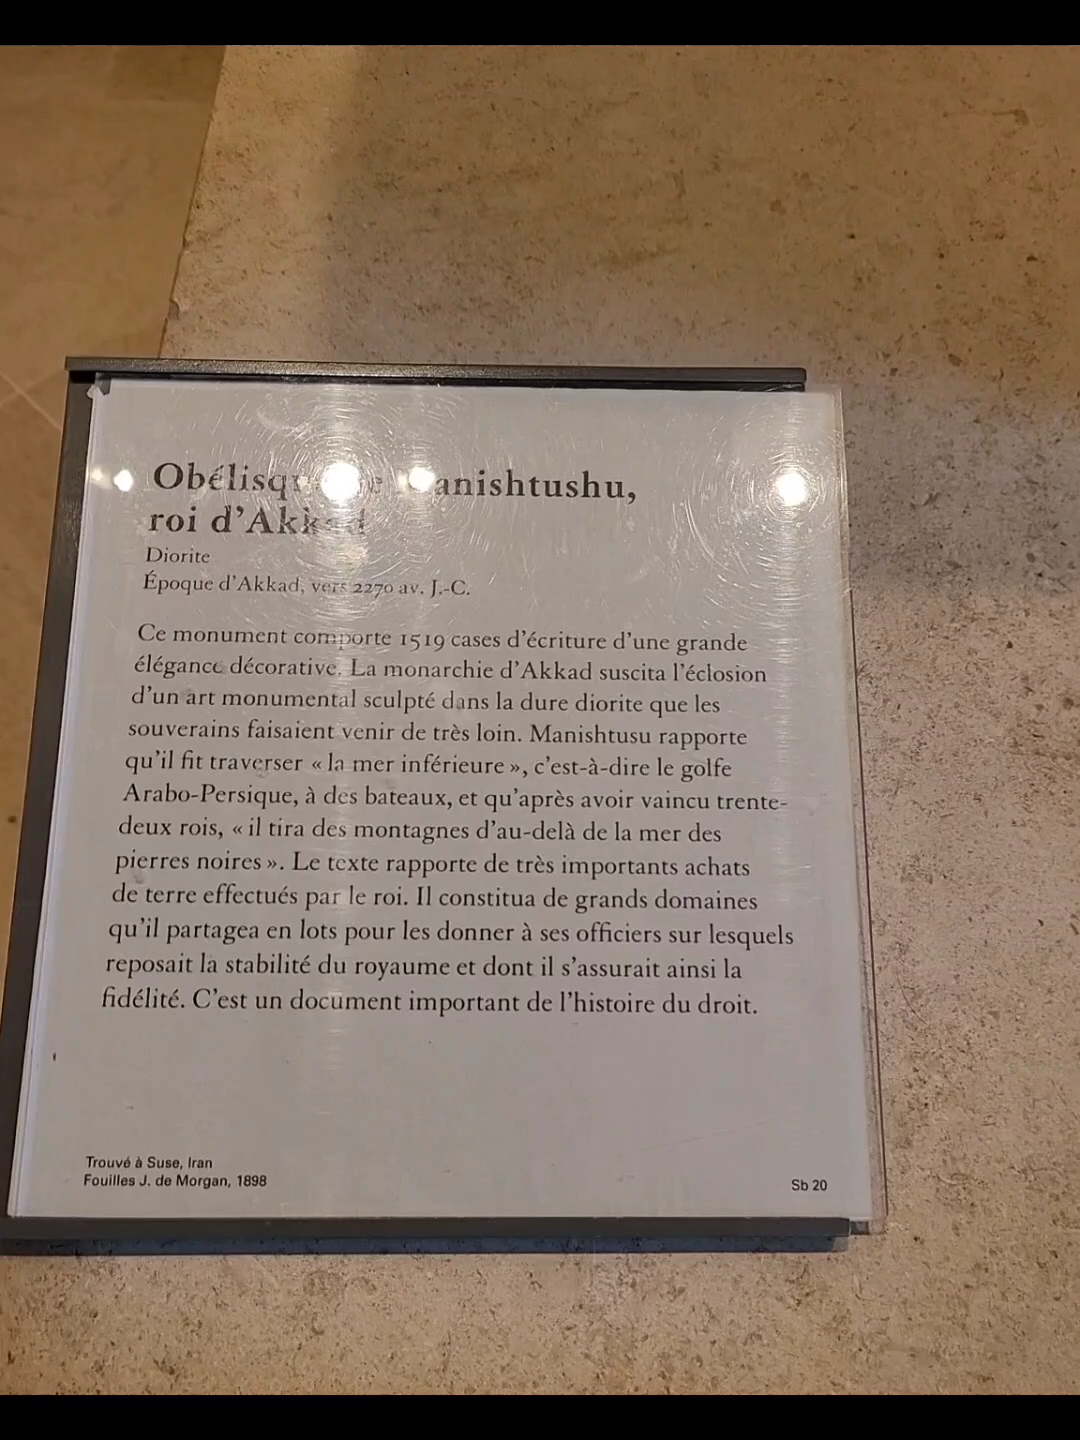 Obélisque de Manishtushu,
roi d'Akkad
Diorite
Époque d'Akkad, vers 2270 av. J.-C.
Ce monument comporte 1519 cases d'écriture d'une grande
élégance décorative. La monarchie d'Akkad suscita l'éclosion
d'un art monumental sculpté dans la dure diorite que les
souverains faisaient venir de très loin. Manishtusu rapporte
qu'il fit traverser « la mer inférieure », c'est-à-dire le golfe
Arabo-Persique, à des bateaux, et qu'après avoir vaincu trente-
deux rois, « il tira des montagnes d'au-delà de la mer des
pierres noires ». Le texte rapporte de très importants achats
de terre effectués par le roi. Il constitua de grands domaines
qu'il partagea en lots pour les donner à ses officiers sur lesquels
reposait la stabilité du royaume et dont il s'assurait ainsi la
fidélité. C'est un document important de l'histoire du droit.
Trouvé à Suse, Iran
Fouilles J. de Morgan, 1898
Sb 20